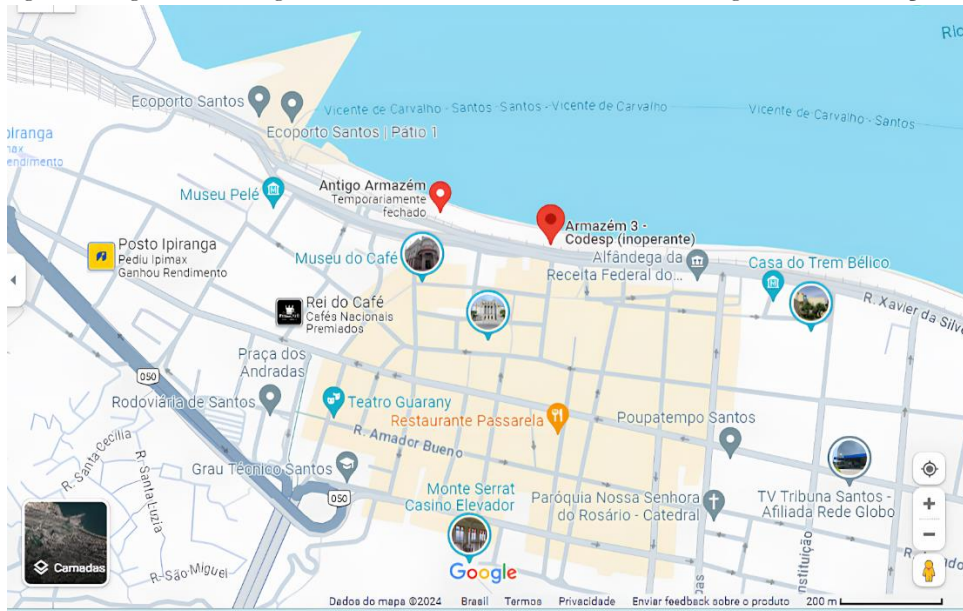 Ric
Vicente de Carvalho - Santos
Santos - Vicente de Carvalho
Vicente de Carvalho - Santos
Ecoporto Santos
Ecoporto Santos | Pátio 1
piranga
max
endimento
Museu Pelé
Antigo Armazém
Temporariamente
fechado
Armazém 3 -
Codesp (inoperante)
Posto Ipiranga
Pediu Ipimax
Ganhou Rendimento
Museu do Café
Alfândega da
Receita Federal do...
Casa do Trem Bélico
R. Xavier da Silv
Rei do Café
Cafés Nacionais
Premiados
Praça dos
Andradas
050
Rodoviária de Santos
Teatro Guarany
Restaurante Passarela
Poupatempo Santos
R. Amador Bueno
R. Santa Cecília
R. Santa Luzia
Grau Técnico Santos
050
Monte Serrat
Casino Elevador
Paróquia Nossa Senhora
do Rosário - Catedral
TV Tribuna Santos -
Afiliada Rede Globo
nstituição
R. São Miguel
Camadas
Google
Dados do mapa ©2024 Brasil Termos Privacidade Enviar feedback sobre o produto 200 m